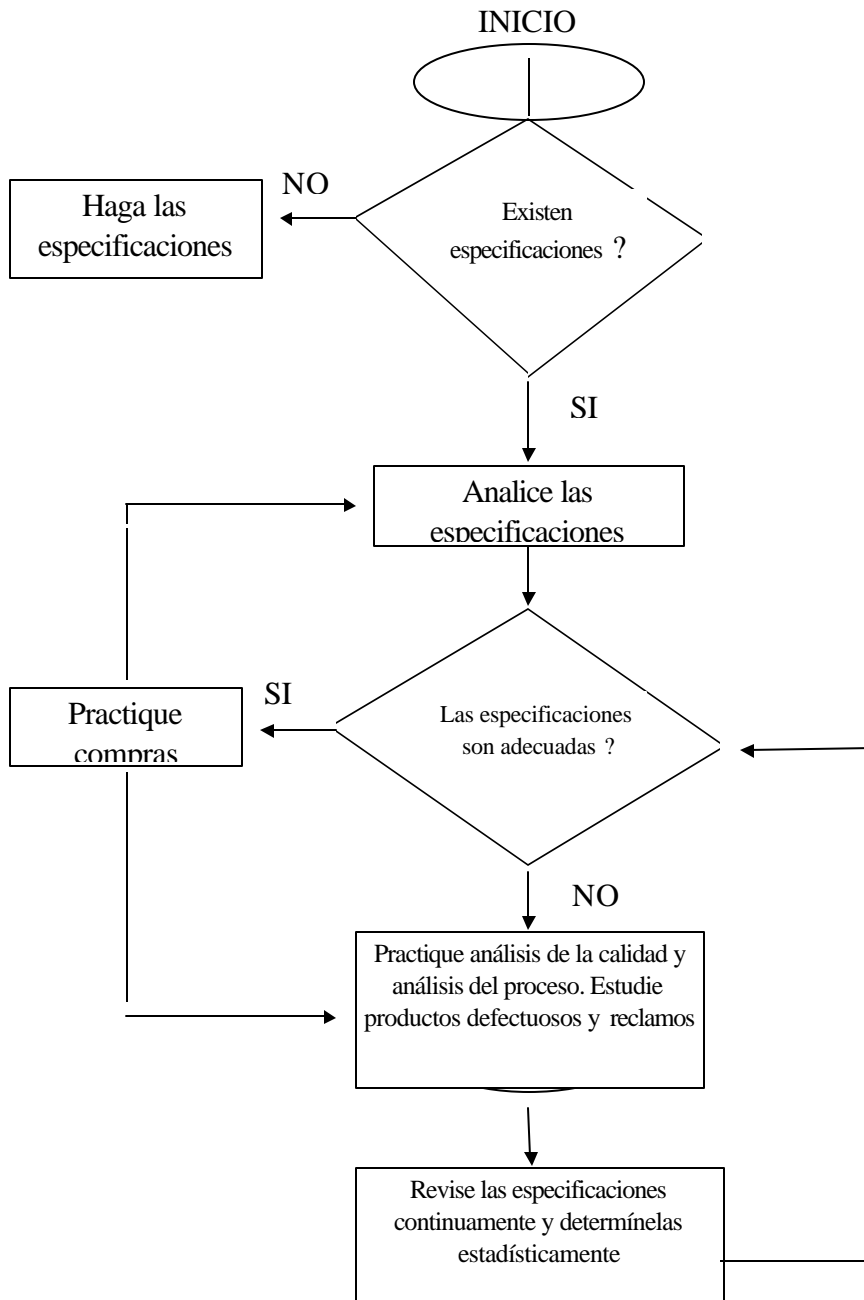 INICIO
NO
Haga las
especificaciones
Existen
especificaciones ?
SI
Analice las
especificaciones
SI
Practique
compras
Las especificaciones
son adecuadas ?
NO
Practique análisis de la calidad y
análisis del proceso. Estudie
productos defectuosos y reclamos
Revise las especificaciones
continuamente y determínelas
estadísticamente